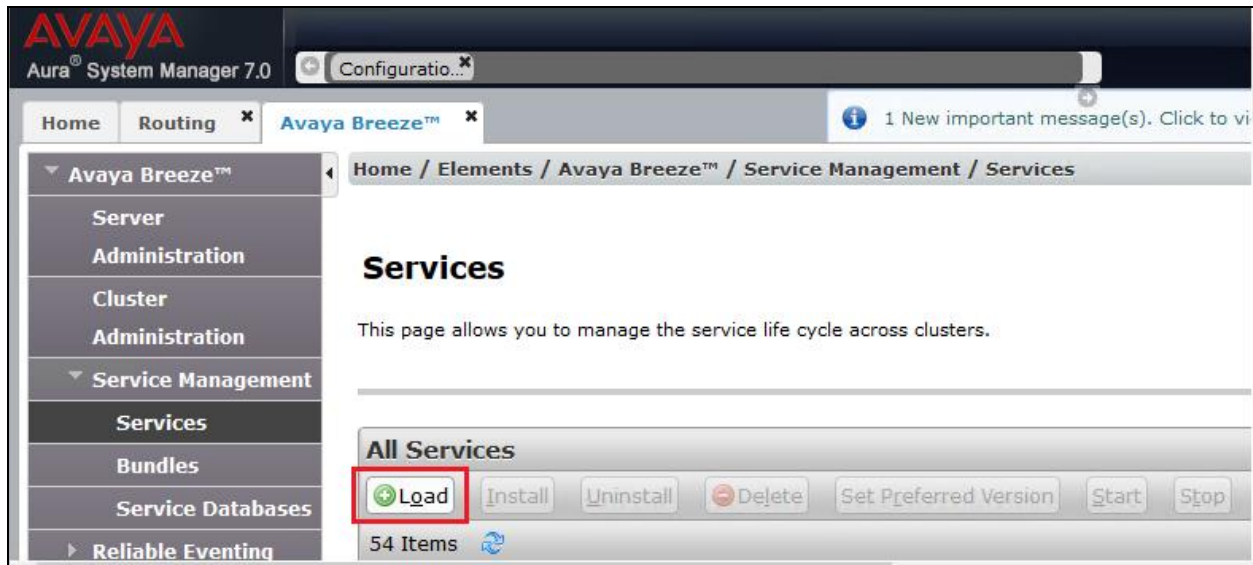 AVAYA
Aura® System Manager 7.0
Configuratio...
Home
Routing
Avaya Breeze™
1 New important message(s). Click to vi
Avaya Breeze™
Home / Elements / Avaya Breeze™ / Service Management / Services
Server
Administration
Cluster
Administration
Service Management
Services
Bundles
Service Databases
Reliable Eventing
Services
This page allows you to manage the service life cycle across clusters.
All Services
Load Install Uninstall Delete Set Preferred Version Start Stop
54 Items